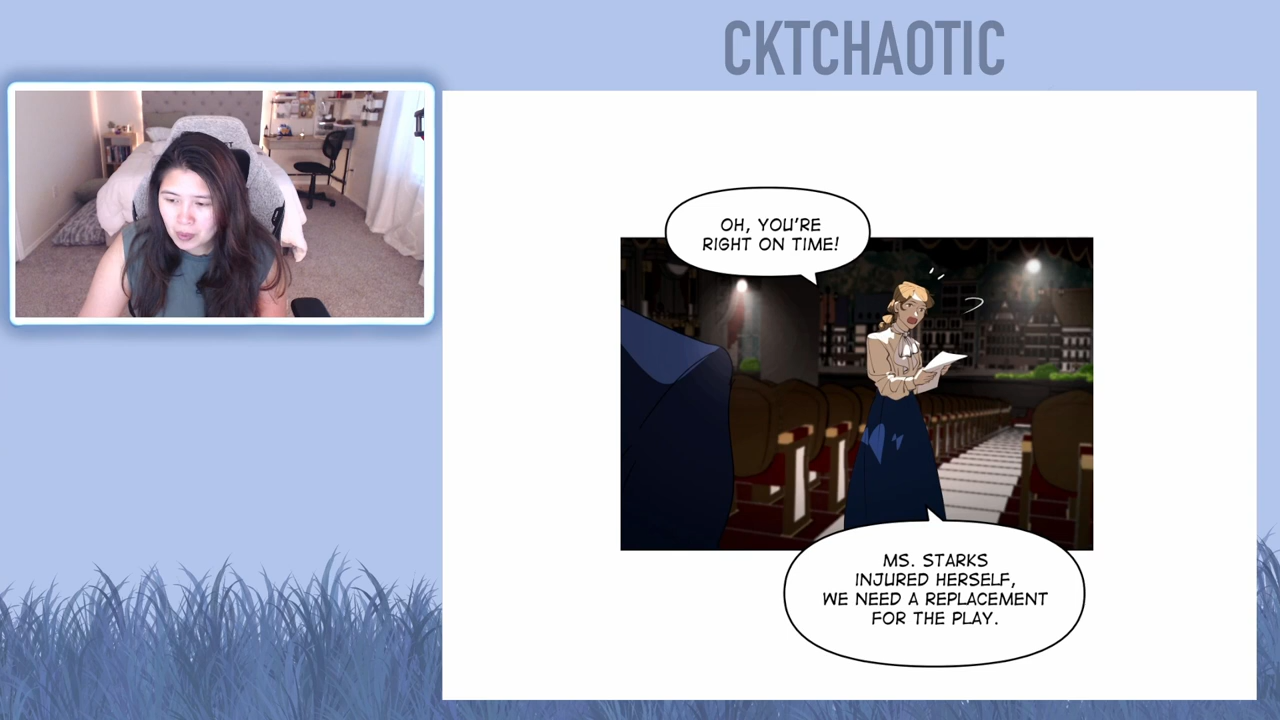 CKTCHAOTIC
OH, YOU'RE
RIGHT ON TIME!
MS. STARKS
INJURED HERSELF,
WE NEED A REPLACEMENT
FOR THE PLAY.